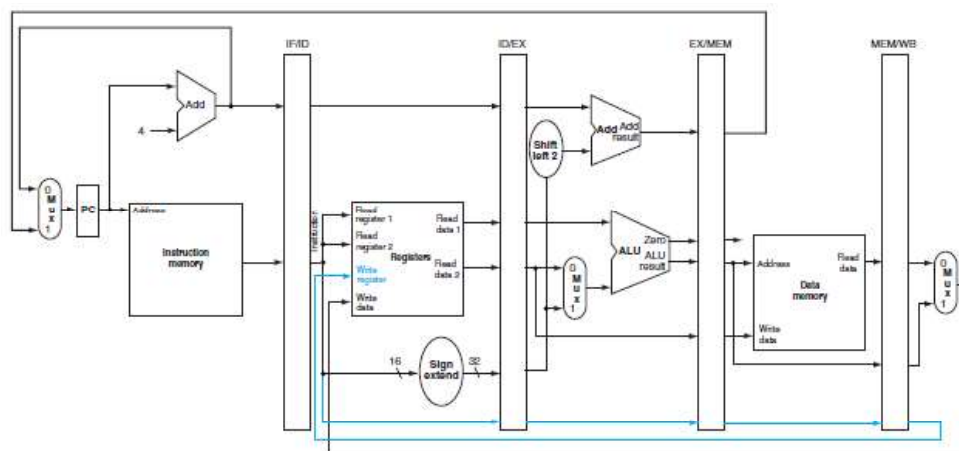 IF/ID
ID/EX
EX/MEM
MEM/WB
Add
4
Shift
left 2
Add
Add
result
0
M
u
x
1
PC
Address
Instruction
memory
Instruction
Read
register 1
Read
register 2
Write
register
Write
data
Registers
Read
data 1
Read
data 2
0
M
u
x
1
ALU
Zero
ALU
result
Address
Write
data
Data
memory
Read
data
0
M
u
x
1
16
Sign
extend
32